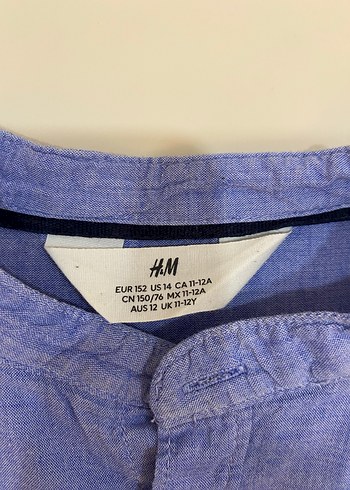 H&M
EUR 152 US 14 CA 11-12A
CN 150/76 MX 11-12A
AUS 12 UK 11-12Y